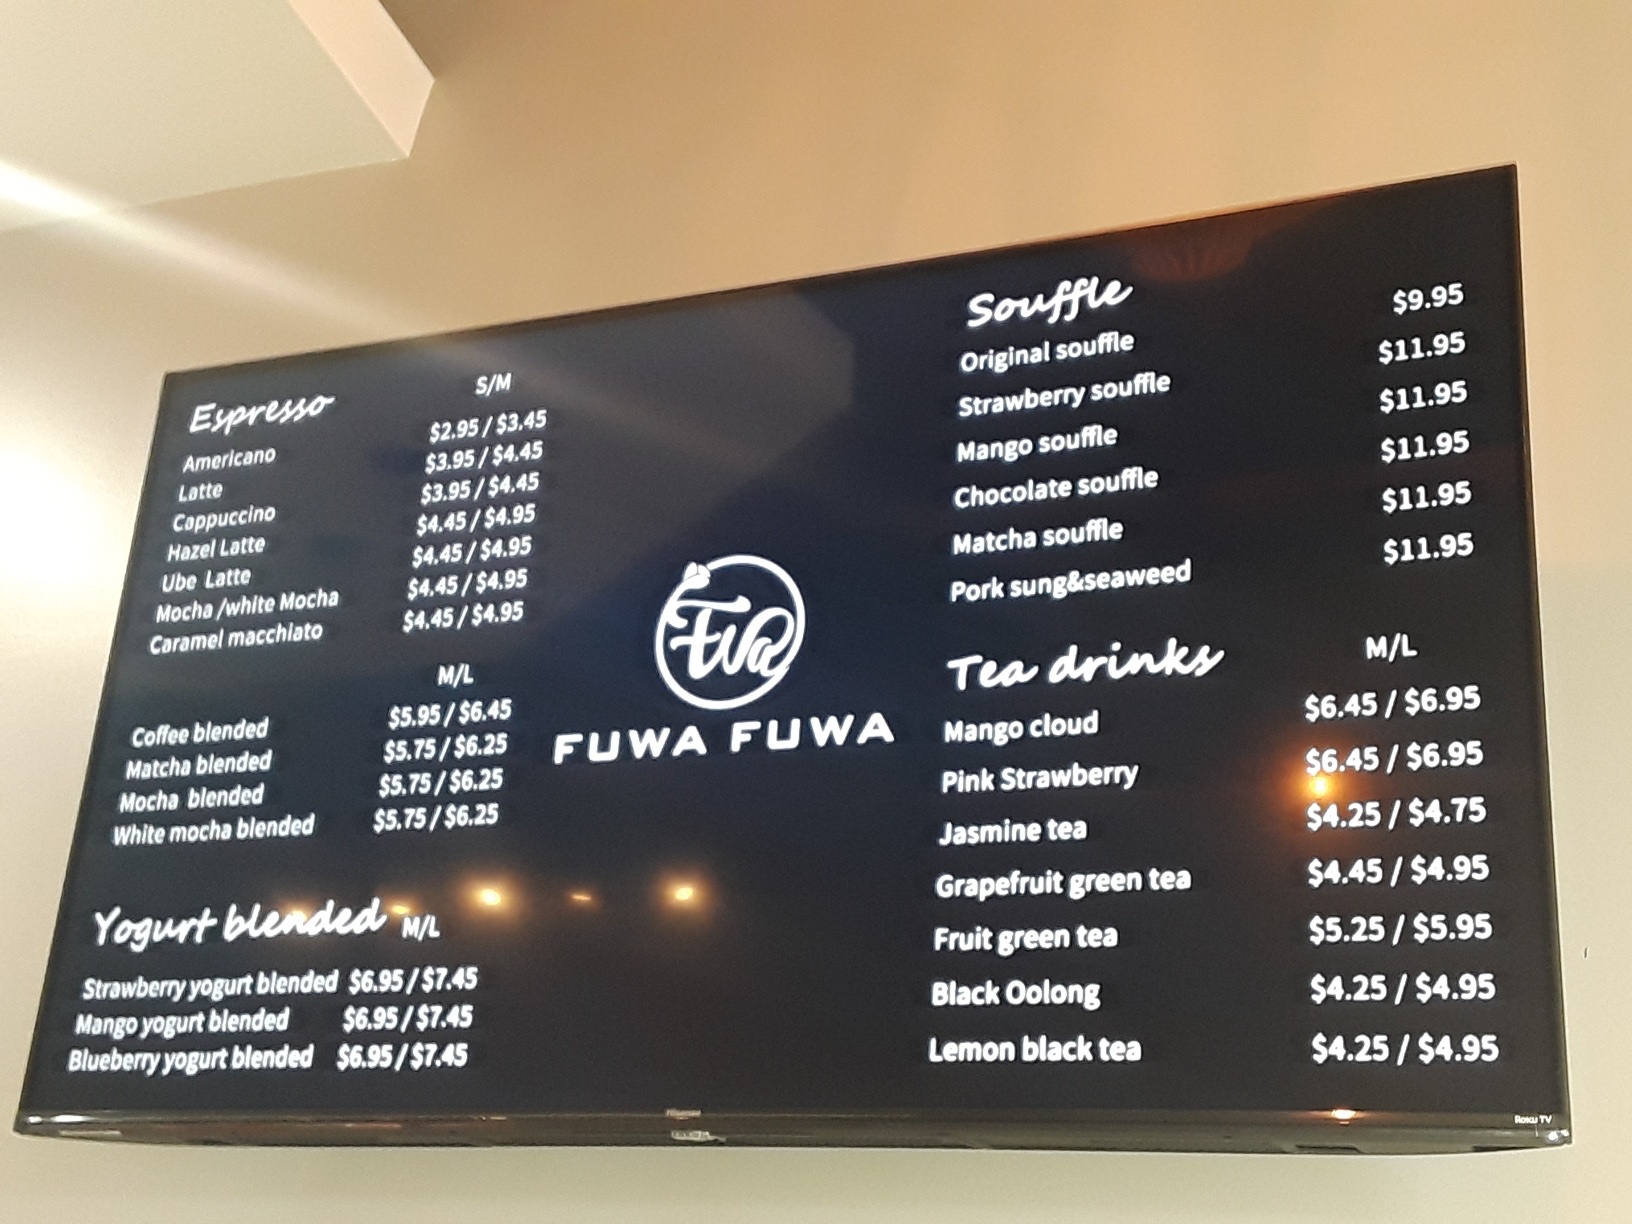 Espresso S/M
Americano $2.95 / $3.45
Latte $3.95 / $4.45
Cappuccino $3.95 / $4.45
Hazel Latte $4.45 / $4.95
Ube Latte $4.45 / $4.95
Mocha /white Mocha $4.45 / $4.95
Caramel macchiato $4.45 / $4.95
M/L
Coffee blended $5.95 / $6.45
Matcha blended $5.75 / $6.25
Mocha blended $5.75 / $6.25
White mocha blended $5.75 / $6.25
Yogurt blended M/L
Strawberry yogurt blended $6.95 / $7.45
Mango yogurt blended $6.95 / $7.45
Blueberry yogurt blended $6.95 / $7.45
Fwa
FUWA FUWA
Souffle
Original souffle $9.95
Strawberry souffle $11.95
Mango souffle $11.95
Chocolate souffle $11.95
Matcha souffle $11.95
Pork sung&seaweed $11.95
Tea drinks M/L
Mango cloud $6.45 / $6.95
Pink Strawberry $6.45 / $6.95
Jasmine tea $4.25 / $4.75
Grapefruit green tea $4.45 / $4.95
Fruit green tea $5.25 / $5.95
Black Oolong $4.25 / $4.95
Lemon black tea $4.25 / $4.95
Hisense
Roku TV